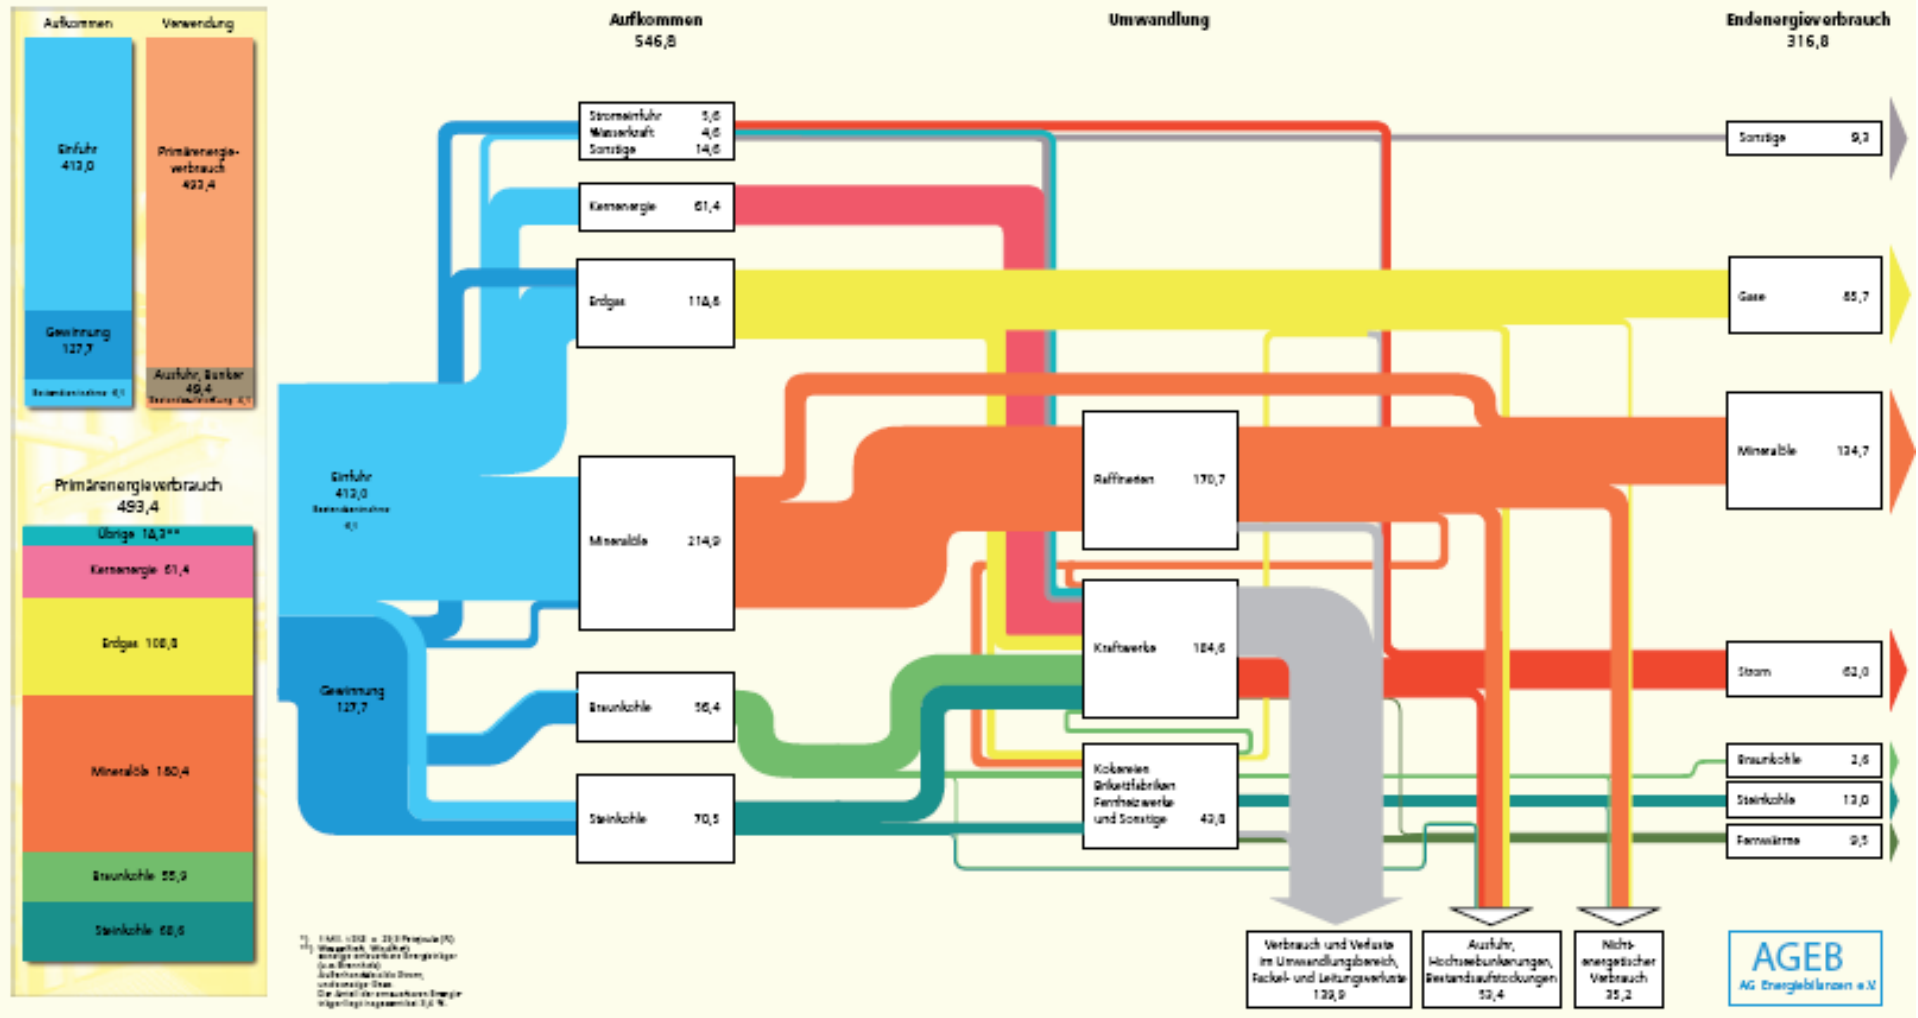 Aufkommen
Verwendung
Einfuhr
413,0
Primärenergie-
verbrauch
493,4
Gewinnung
127,7
Ausfuhr, Bunker
49,4
Primärenergieverbrauch
493,4
Übrige 18,3**
Kernenergie 61,4
Erdgas 108,8
Mineralöle 180,4
Braunkohle 55,9
Steinkohle 68,6
Aufkommen
546,8
Umwandlung
Endenergieverbrauch
316,8
Einfuhr
413,0
Gewinnung
127,7
Stromeinfuhr 5,6
Wasserkraft 4,6
Sonstige 14,6
Kernenergie 61,4
Erdgas 118,6
Mineralöle 214,9
Braunkohle 56,4
Steinkohle 70,5
Raffinerien 170,7
Kraftwerke 184,6
Kokereien
Brikettfabriken
Fernheizwerke
und Sonstige 43,8
Sonstige 9,3
Gase 85,7
Mineralöle 134,7
Strom 62,0
Braunkohle 2,6
Steinkohle 13,0
Fernwärme 9,5
Verbrauch und Verluste
im Umwandlungsbereich,
Fackel- und Leitungsverluste
139,9
Ausfuhr,
Hochseebunkerungen,
Bestandsaufstockungen
53,4
Nicht-
energetischer
Verbrauch
35,2
AGEB
AG Energiebilanzen e.V.